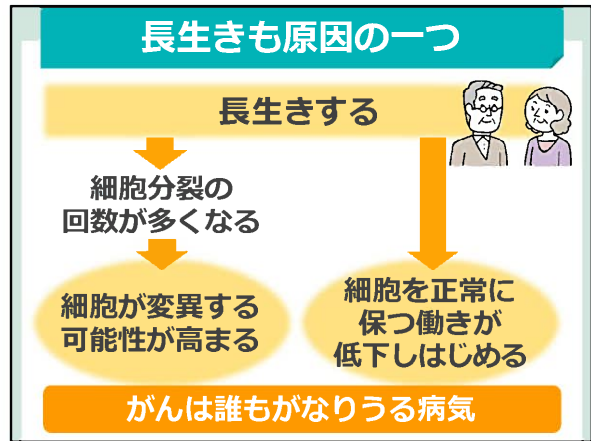 長生きも原因の一つ
長生きする
細胞分裂の
回数が多くなる
細胞が変異する
可能性が高まる
細胞を正常に
保つ働きが
低下しはじめる
がんは誰もがなりうる病気